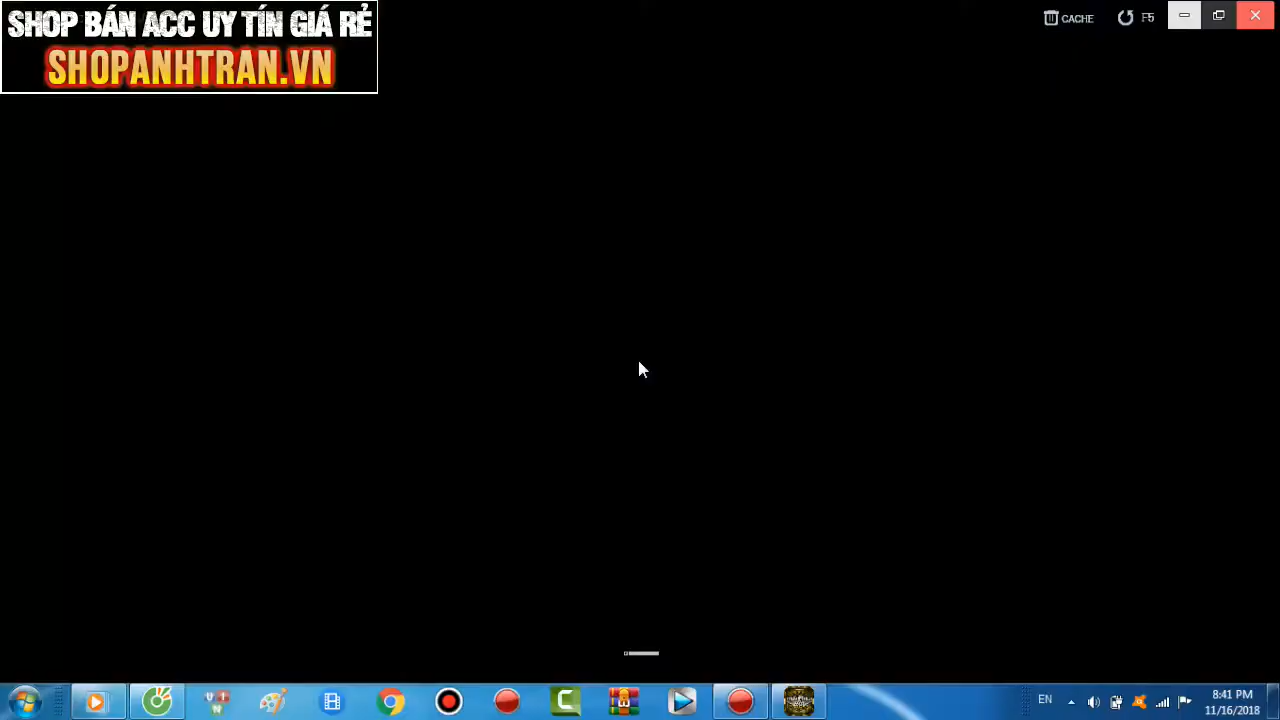 SHOP BÁN ACC UY TÍN GIÁ RẺ
SHOPANHTRAN.VN
CACHE
F5
EN
8:41 PM
11/16/2018